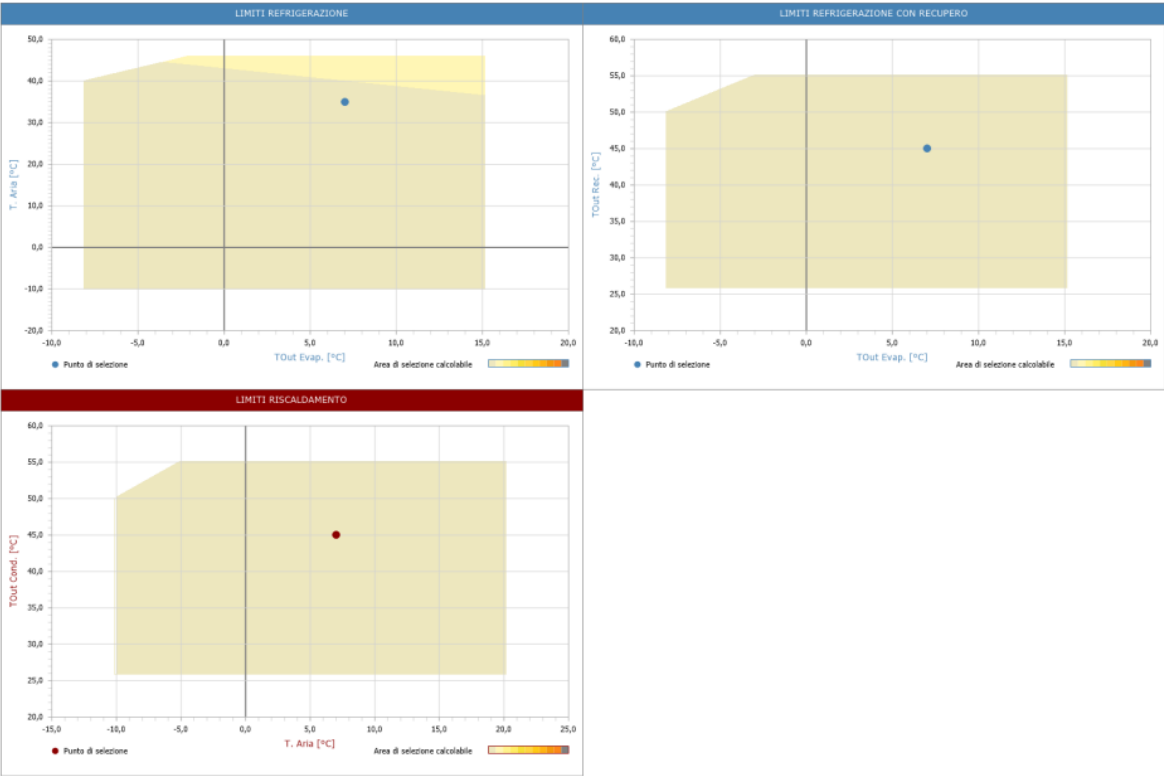 LIMITI REFRIGERAZIONE
50,0
40,0
30,0
20,0
10,0
0,0
-10,0
-20,0
T. Aria [°C]
-10,0 -5,0 0,0 5,0 10,0 15,0 20,0
TOut Evap. [°C]
Punto di selezione
Area di selezione calcolabile
LIMITI REFRIGERAZIONE CON RECUPERO
60,0
55,0
50,0
45,0
40,0
35,0
30,0
25,0
20,0
TOut Rec. [°C]
-10,0 -5,0 0,0 5,0 10,0 15,0 20,0
TOut Evap. [°C]
Punto di selezione
Area di selezione calcolabile
LIMITI RISCALDAMENTO
60,0
55,0
50,0
45,0
40,0
35,0
30,0
25,0
20,0
TOut Cond. [°C]
-15,0 -10,0 -5,0 0,0 5,0 10,0 15,0 20,0 25,0
T. Aria [°C]
Punto di selezione
Area di selezione calcolabile